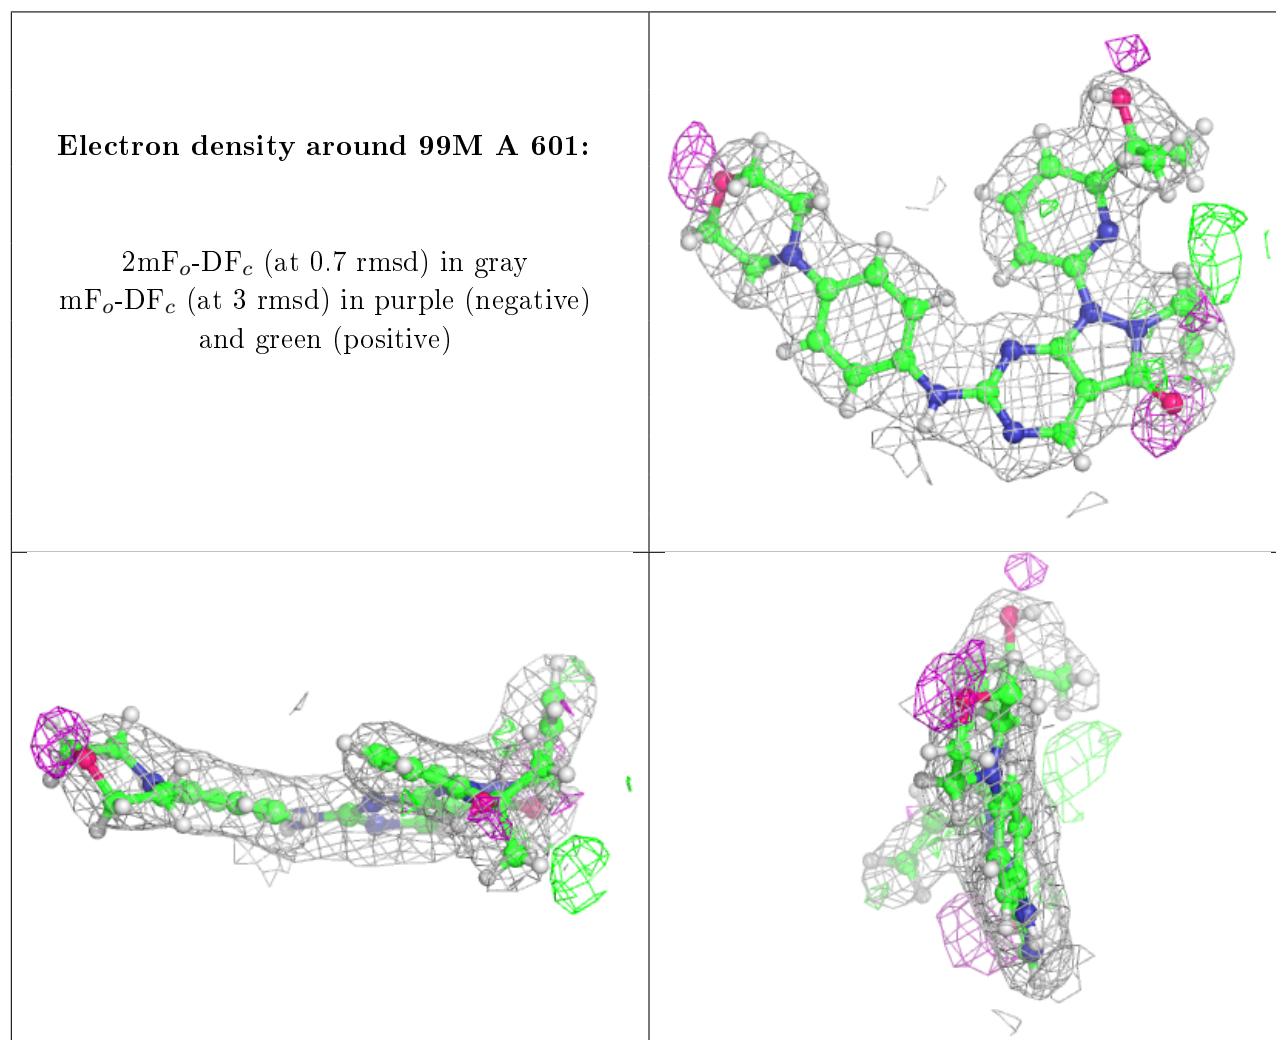 Electron density around 99M A 601:
2mFₒ-DF𝒸 (at 0.7 rmsd) in gray
mFₒ-DF𝒸 (at 3 rmsd) in purple (negative)
and green (positive)